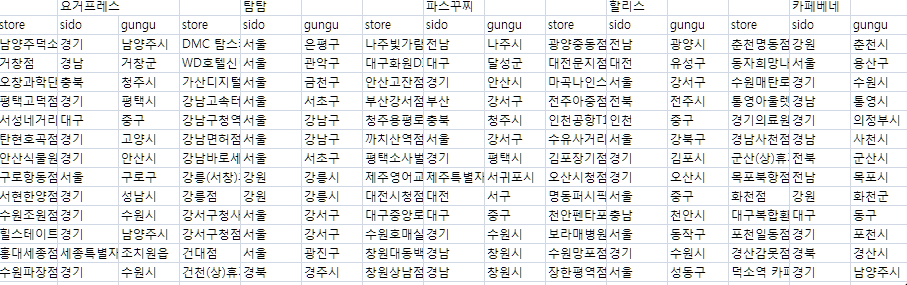 요거프레스 탐탐 파스꾸찌 할리스 카페베네
store sido gungu store sido gungu store sido gungu store sido gungu store sido gungu
남양주덕소 경기 남양주시 DMC 탐스 서울 은평구 나주빛가람 전남 나주시 광양중동점 전남 광양시 춘천명동점 강원 춘천시
거창점 경남 거창군 WD호텔신 서울 관악구 대구화원D 대구 달성군 대전문지점 대전 유성구 동자희망나 서울 용산구
오창과학단 충북 청주시 가산디지털 서울 금천구 안산고잔점 경기 안산시 마곡나인스 서울 강서구 수원매탄로 경기 수원시
평택고덕점 경기 평택시 강남고속터 서울 서초구 부산강서점 부산 강서구 전주아중점 전북 전주시 통영아울렛 경남 통영시
서성네거리 대구 중구 강남구청역 서울 강남구 청주용평로 충북 청주시 인천공항T1 인천 중구 경기의료원 경기 의정부시
탄현호곡점 경기 고양시 강남면허점 서울 강남구 까치산역점 서울 강서구 수유사거리 서울 강북구 경남사천점 경남 사천시
안산식물원 경기 안산시 강남바로세 서울 서초구 평택소사벌 경기 평택시 김포장기점 경기 김포시 군산(상)휴 전북 군산시
구로항동점 서울 구로구 강릉(서창) 강원 강릉시 제주영어교 제주특별자 서귀포시 오산시청점 경기 오산시 목포북항점 전남 목포시
서현한양점 경기 성남시 강릉점 강원 강릉시 대전시청점 대전 서구 명동퍼시픽 서울 중구 화천점 강원 화천군
수원조원점 경기 수원시 강서구청사 서울 강서구 대구중앙로 대구 중구 천안펜타포 충남 천안시 대구복합환 대구 동구
힐스테이트 경기 남양주시 강서구청점 서울 강서구 수원호매실 경기 수원시 보라매병원 서울 동작구 포천일동점 경기 포천시
홍대세종점 세종특별자 조치원읍 건대점 서울 광진구 창원대동백 경남 창원시 수원망포점 경기 수원시 경산감못점 경북 경산시
수원파장점 경기 수원시 건천(상)휴 경북 경주시 창원상남점 경남 창원시 장한평역점 서울 성동구 덕소역 카페 경기 남양주시